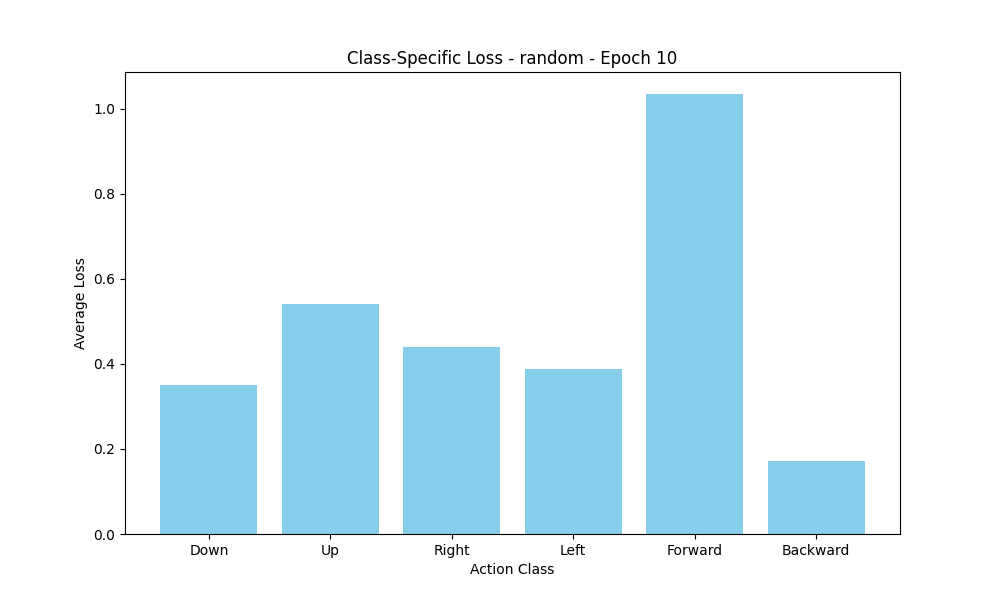 Class-Specific Loss - random - Epoch 10
Average Loss
1.0
0.8
0.6
0.4
0.2
0.0
Down Up Right Left Forward Backward
Action Class